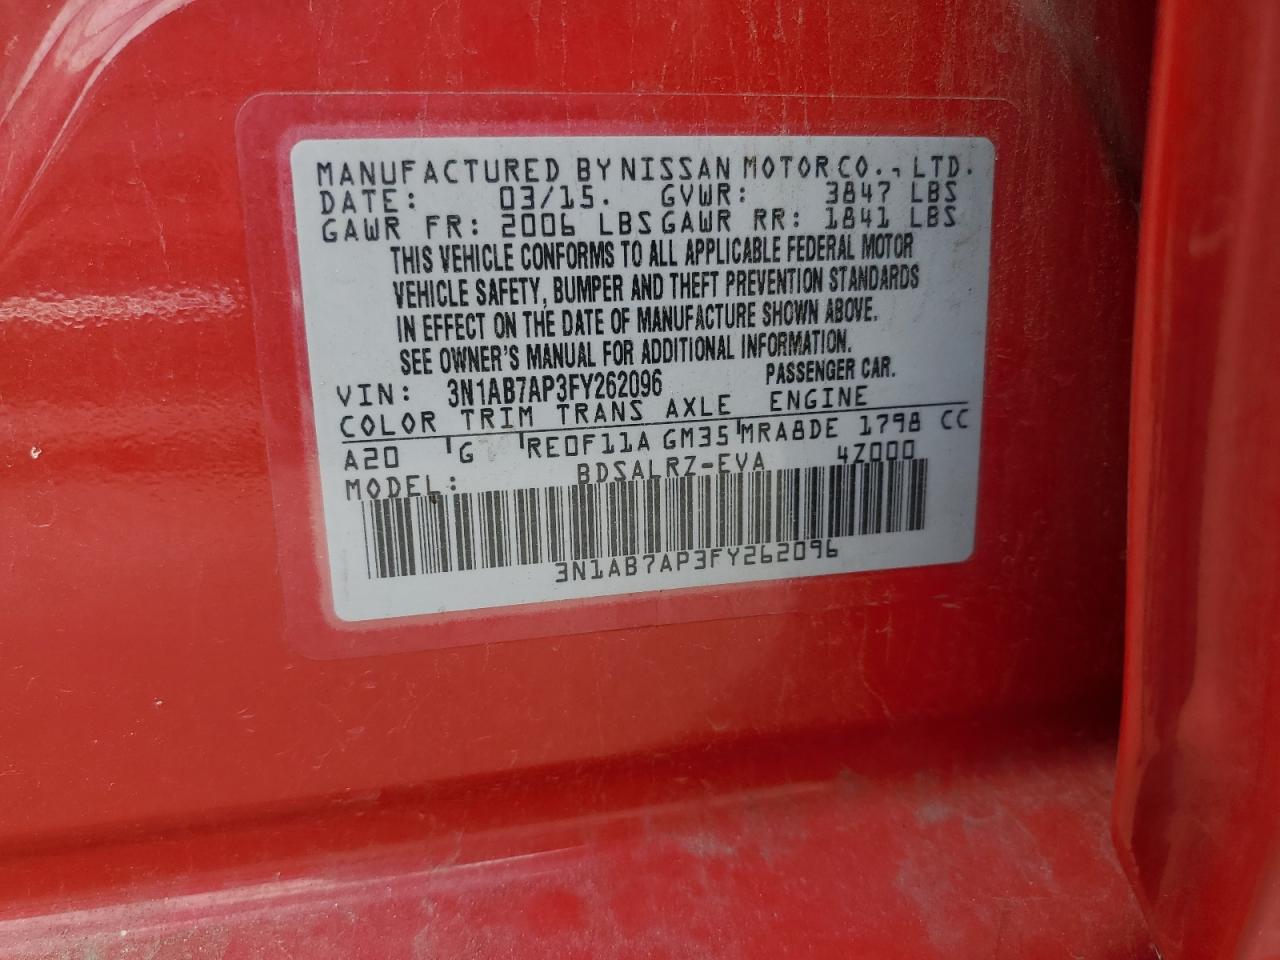 MANUFACTURED BY NISSAN MOTOR CO., LTD.
DATE: 03/15. GVWR: 3847 LBS
GAWR FR: 2006 LBS GAWR RR: 1841 LBS
THIS VEHICLE CONFORMS TO ALL APPLICABLE FEDERAL MOTOR
VEHICLE SAFETY, BUMPER AND THEFT PREVENTION STANDARDS
IN EFFECT ON THE DATE OF MANUFACTURE SHOWN ABOVE.
SEE OWNER'S MANUAL FOR ADDITIONAL INFORMATION.
VIN: 3N1AB7AP3FY262096 PASSENGER CAR.
COLOR TRIM TRANS AXLE ENGINE
A20 G RE0F11A GM35 MRA8DE 1798 CC
MODEL: BDSALRZ-EVA 4Z000
3N1AB7AP3FY262096